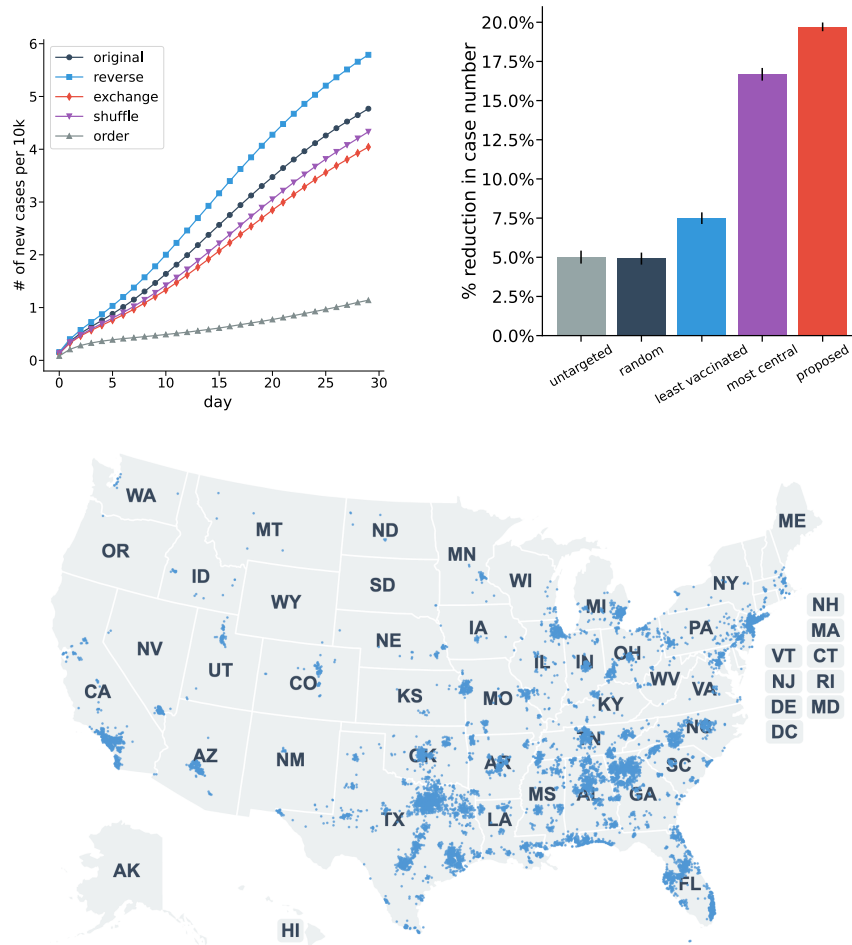 6
5
4
3
2
1
0
# of new cases per 10k
original
reverse
exchange
shuffle
order
0 5 10 15 20 25 30
day
20.0%
17.5%
15.0%
12.5%
10.0%
7.5%
5.0%
2.5%
0.0%
% reduction in case number
untargeted
random
least vaccinated
most central
proposed
WA
MT
ND
MN
ME
OR
ID
SD
WI
NY
WY
MI
NH
IA
PA
MA
NV
NE
OH
VT CT
UT
IL IN
CO
WV
NJ RI
CA
KS
MO
VA
KY
DE MD
NC
DC
AZ
NM
OK
TN
AR
SC
MS AL GA
TX
LA
AK
FL
HI